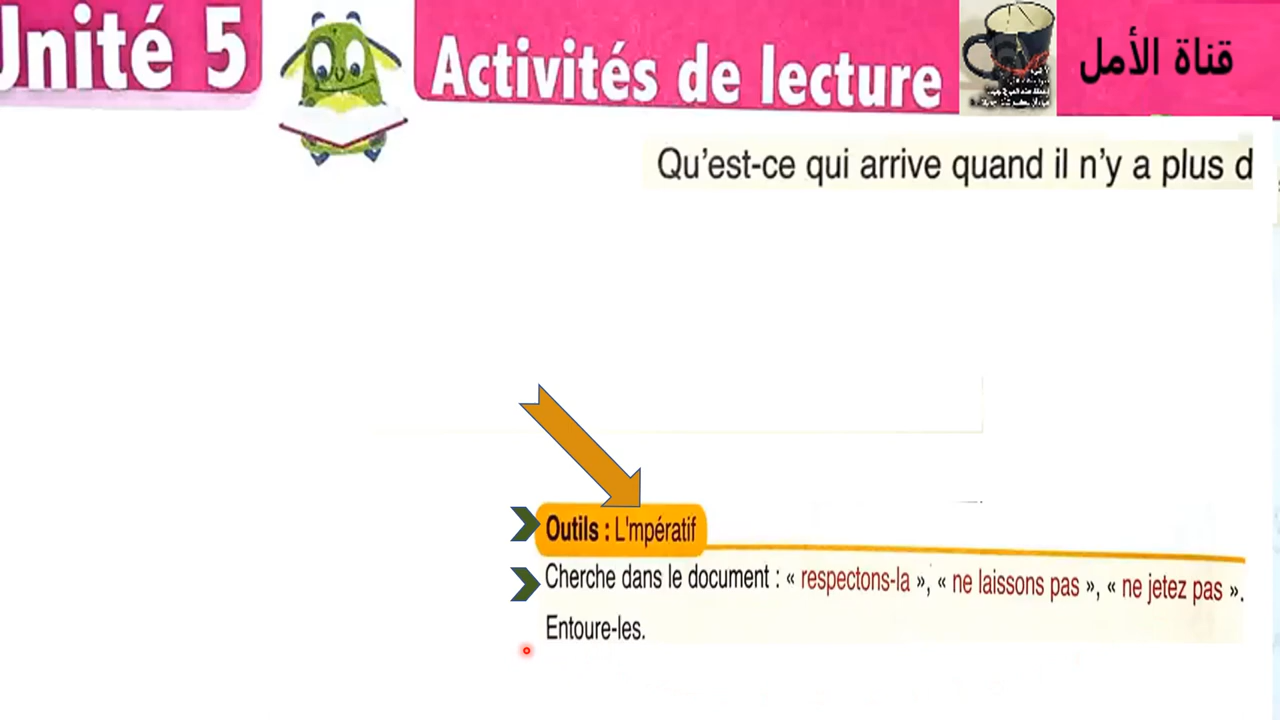 Unité 5
Activités de lecture
قناة الأمل
Qu'est-ce qui arrive quand il n'y a plus d
Outils : L'mpératif
Cherche dans le document : « respectons-la », « ne laissons pas », « ne jetez pas ».
Entoure-les.